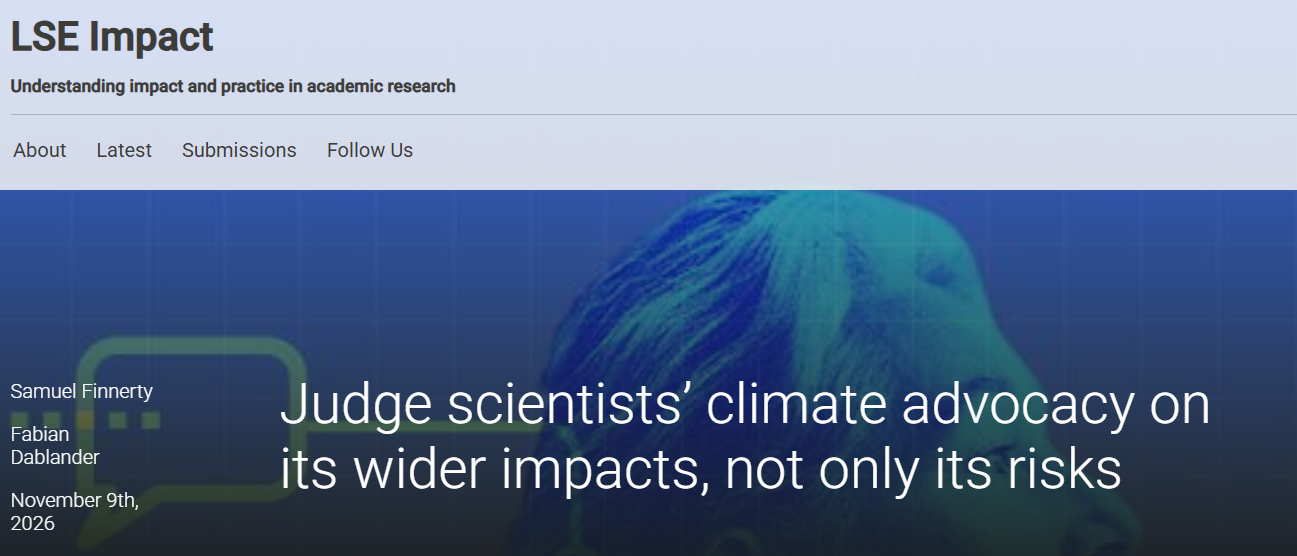 LSE Impact
Understanding impact and practice in academic research
About Latest Submissions Follow Us
Samuel Finnerty
Fabian
Dablander
November 9th,
2026
Judge scientists’ climate advocacy on
its wider impacts, not only its risks